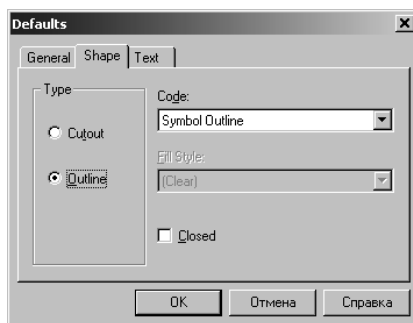 Defaults
General Shape Text
Type
Cutout
Outline
Code:
Symbol Outline
Fill Style:
(Clear)
Closed
OK Отмена Справка